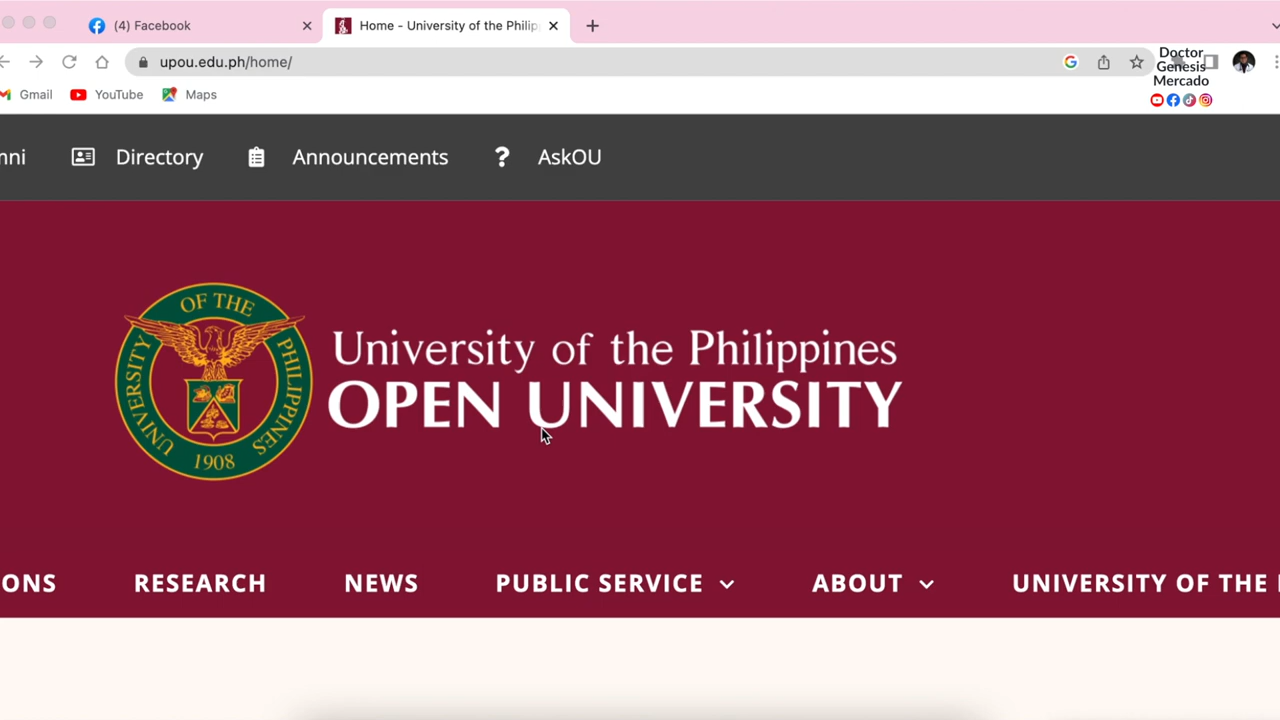 (4) Facebook
Home - University of the Philip
upou.edu.ph/home/
Doctor
Genesis
Mercado
Gmail
YouTube
Maps
mni
Directory
Announcements
? AskOU
UNIVERSITY OF THE PHILIPPINES
1908
University of the Philippines
OPEN UNIVERSITY
ONS
RESEARCH
NEWS
PUBLIC SERVICE
ABOUT
UNIVERSITY OF THE